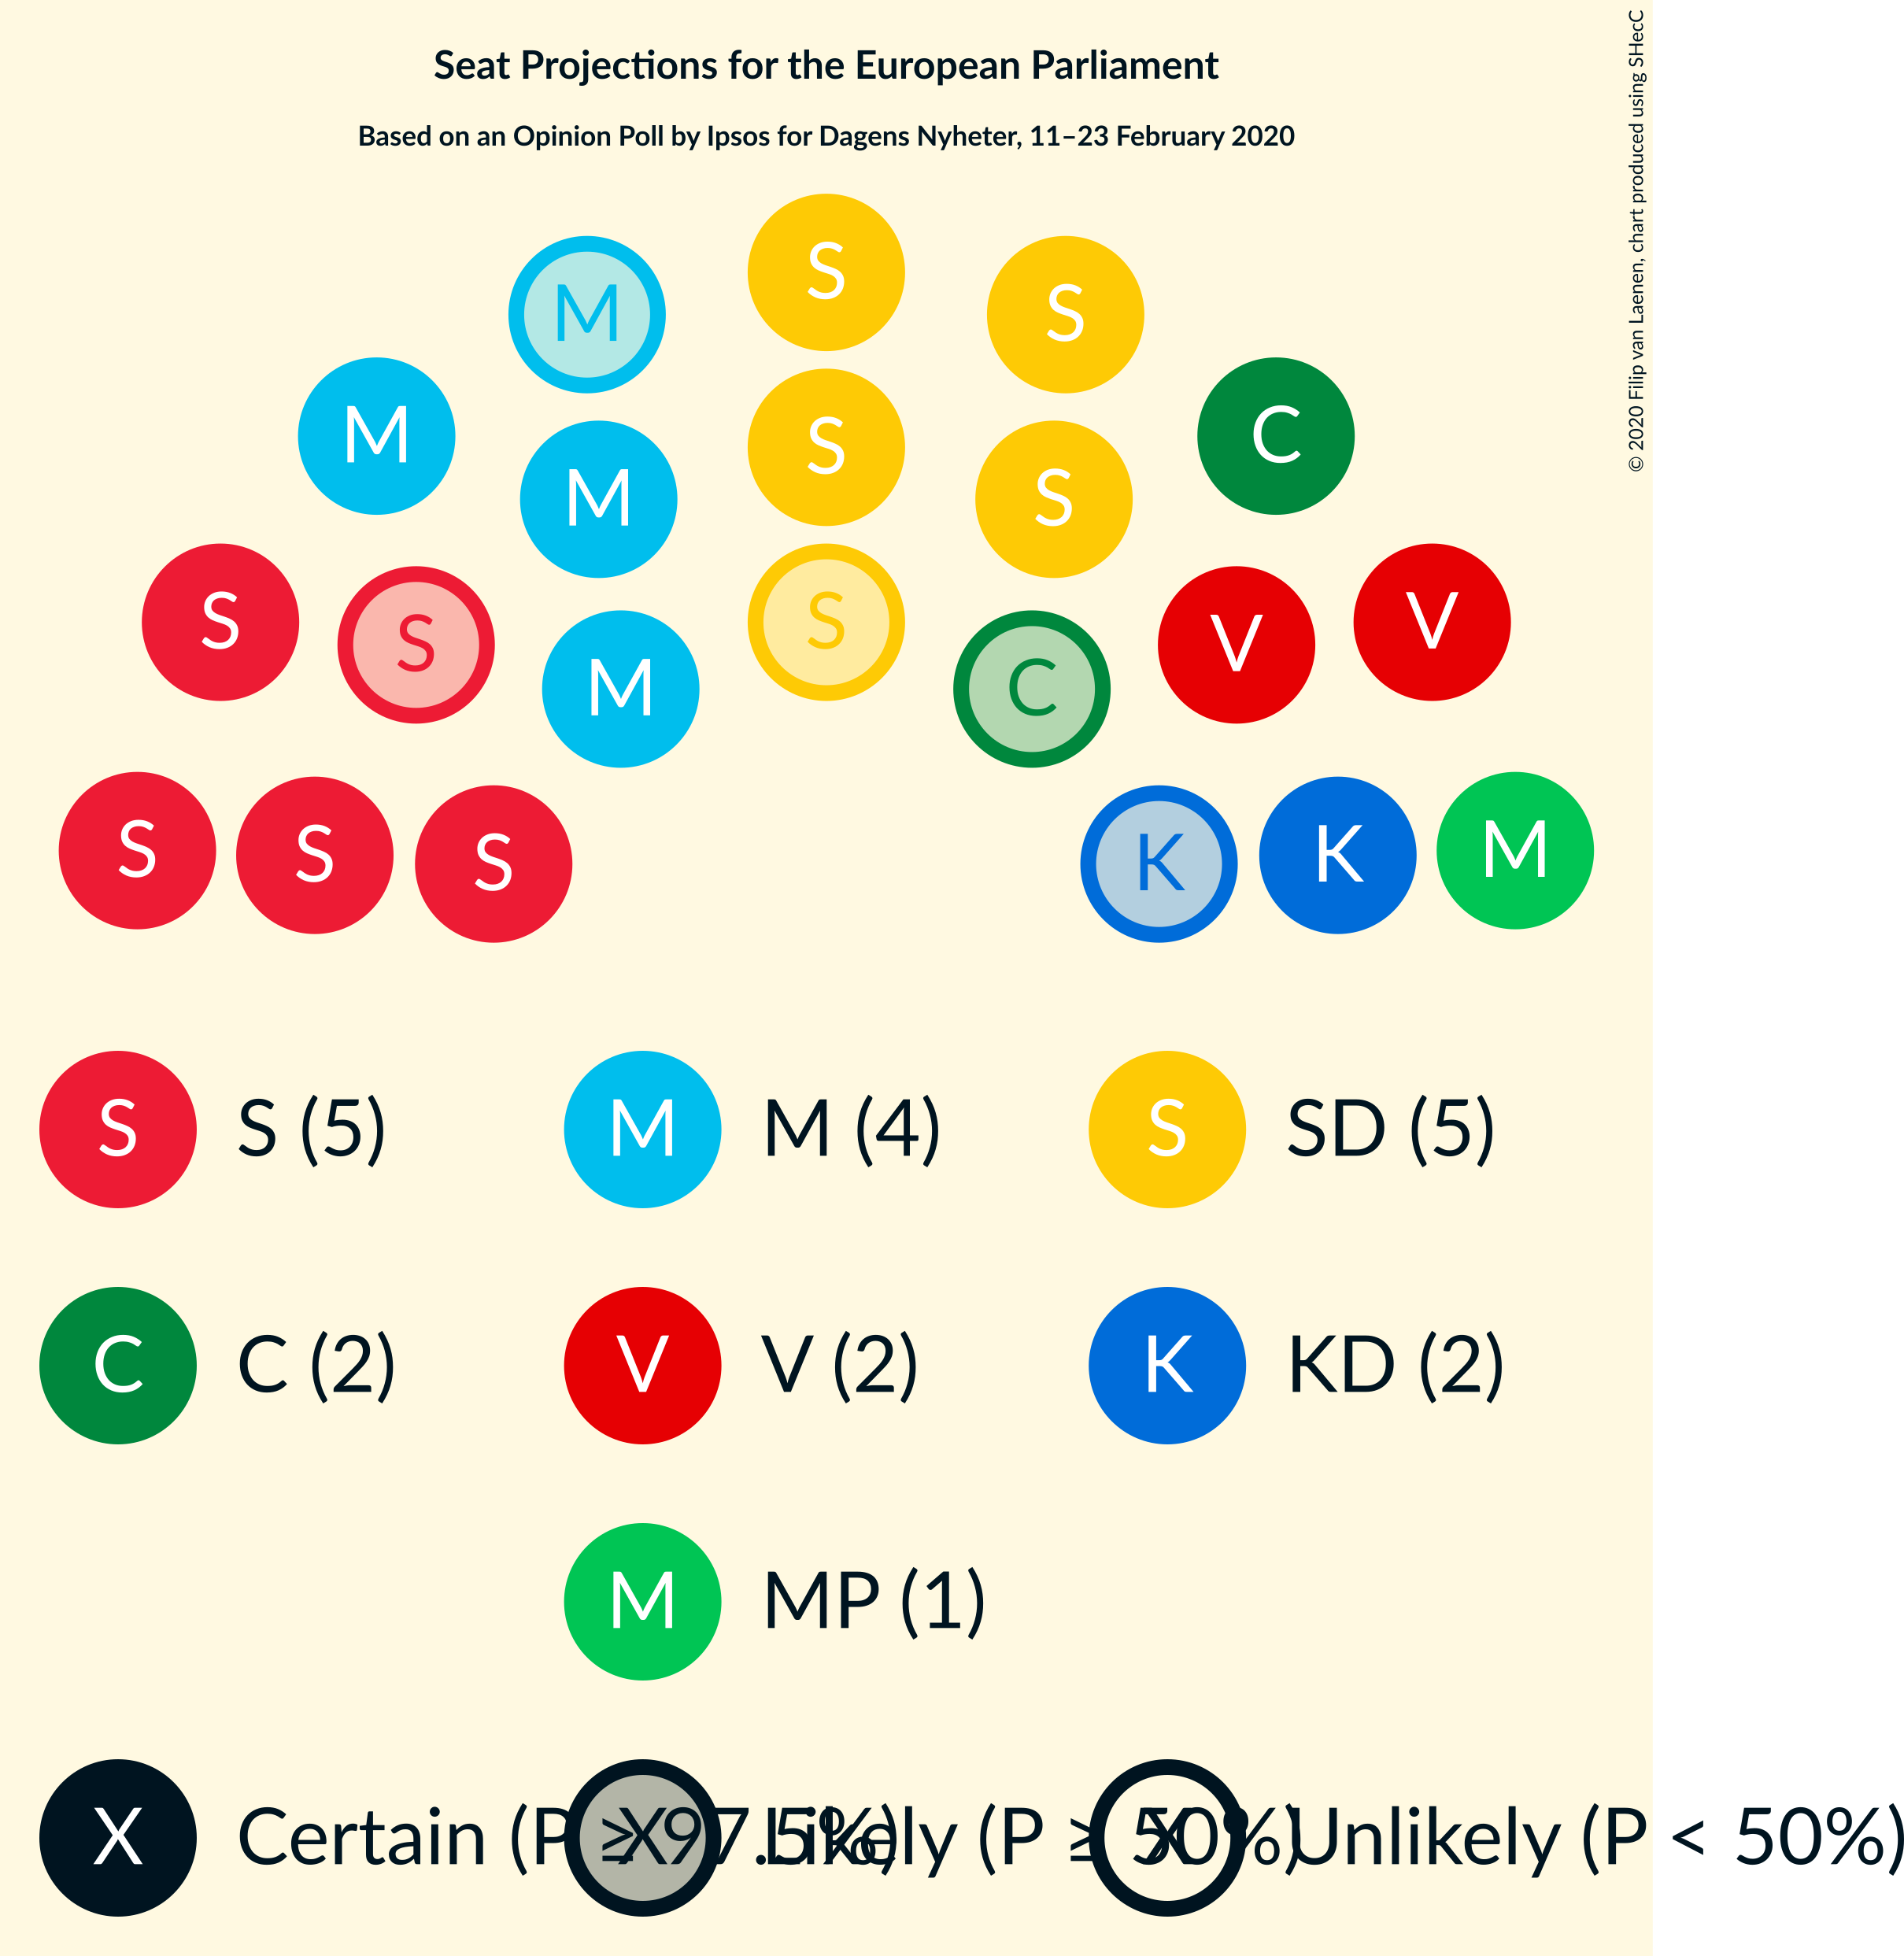 Seat Projections for the European Parliament
Based on an Opinion Poll by Ipsos for Dagens Nyheter, 11–23 February 2020
© 2020 Filip van Laenen, chart produced using SHecC
S
M S
M C
S
M S
S V
S V
S
M C
S M
S K
S K
S S (5) M M (4) S SD (5)
C C (2) V V (2) K KD (2)
M MP (1)
X Certain (P ≥ 97.5%) X Likely (P ≥ 50%) X Unlikely (P < 50%)